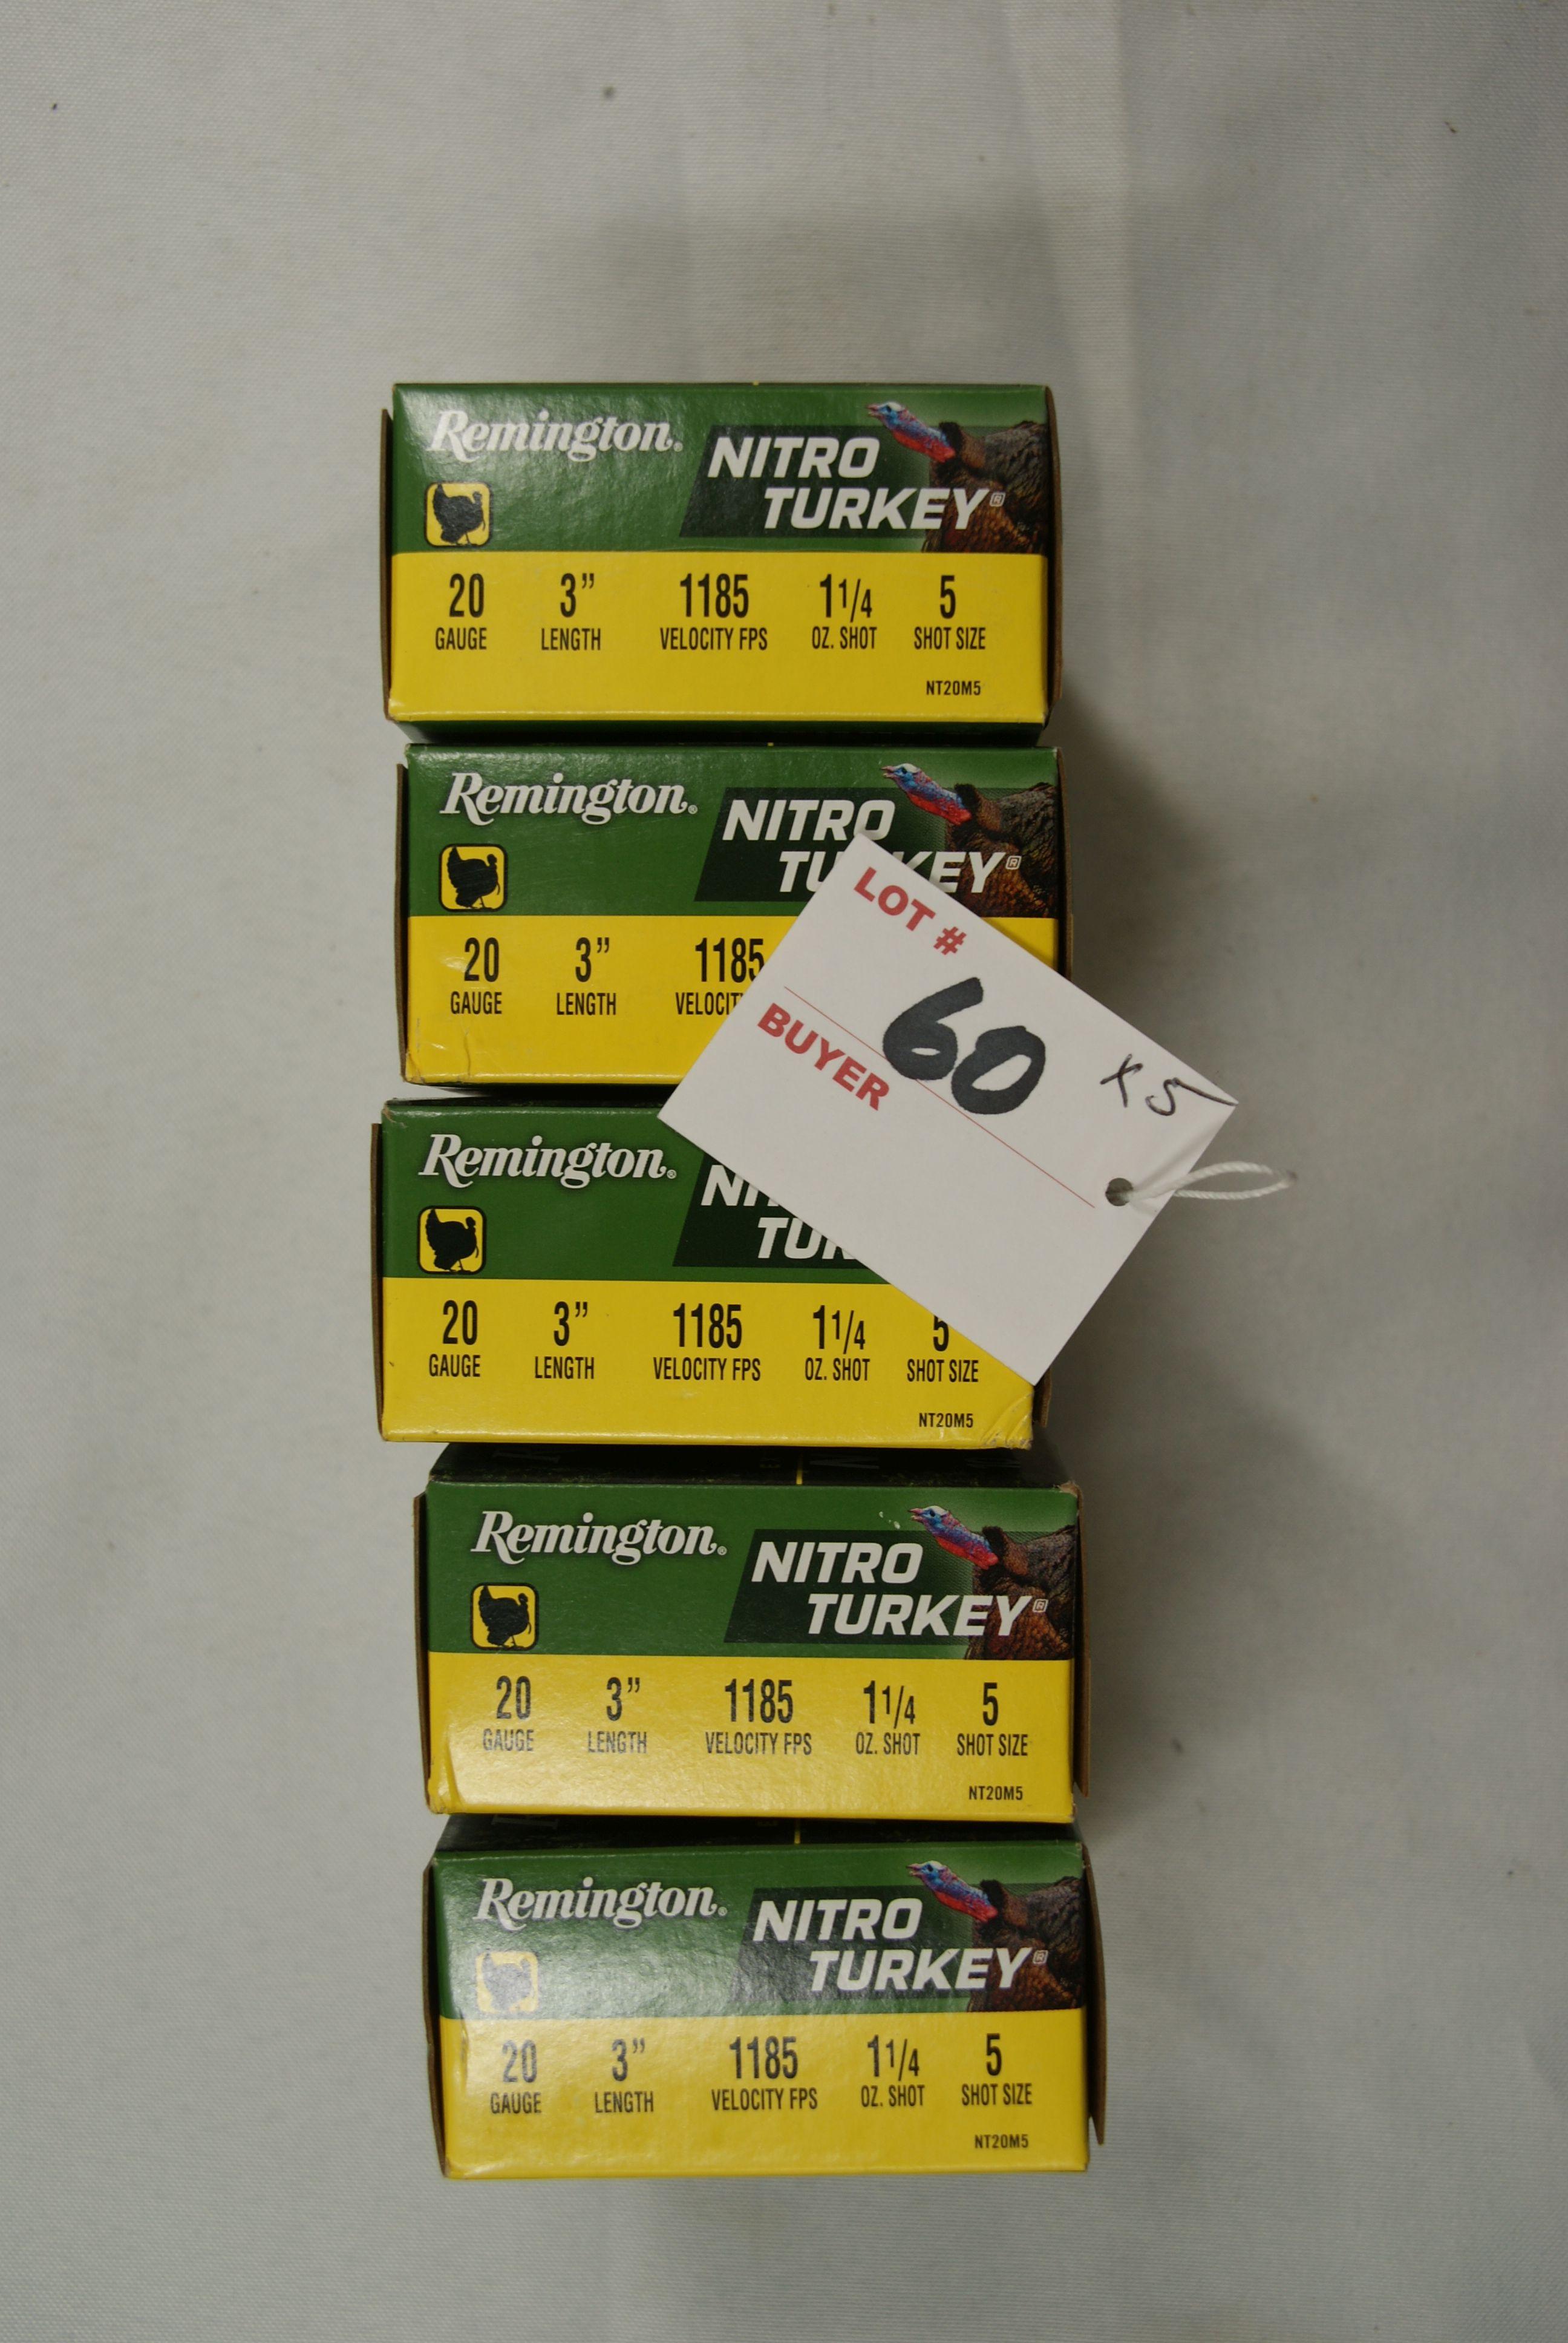 Remington®
NITRO
TURKEY®
20 3" 1185 1 1/4 5
GAUGE LENGTH VELOCITY FPS OZ. SHOT SHOT SIZE
NT20M5
Remington®
NITRO
TURKEY®
20 3" 1185
GAUGE LENGTH
LOT #
60 x5
BUYER
Remington®
20 3" 1185 1 1/4 5
GAUGE LENGTH VELOCITY FPS OZ. SHOT SHOT SIZE
NT20M5
Remington®
NITRO
TURKEY®
20 3" 1185 1 1/4 5
GAUGE LENGTH VELOCITY FPS OZ. SHOT SHOT SIZE
NT20M5
Remington®
NITRO
TURKEY®
20 3" 1185 1 1/4 5
GAUGE LENGTH VELOCITY FPS OZ. SHOT SHOT SIZE
NT20M5